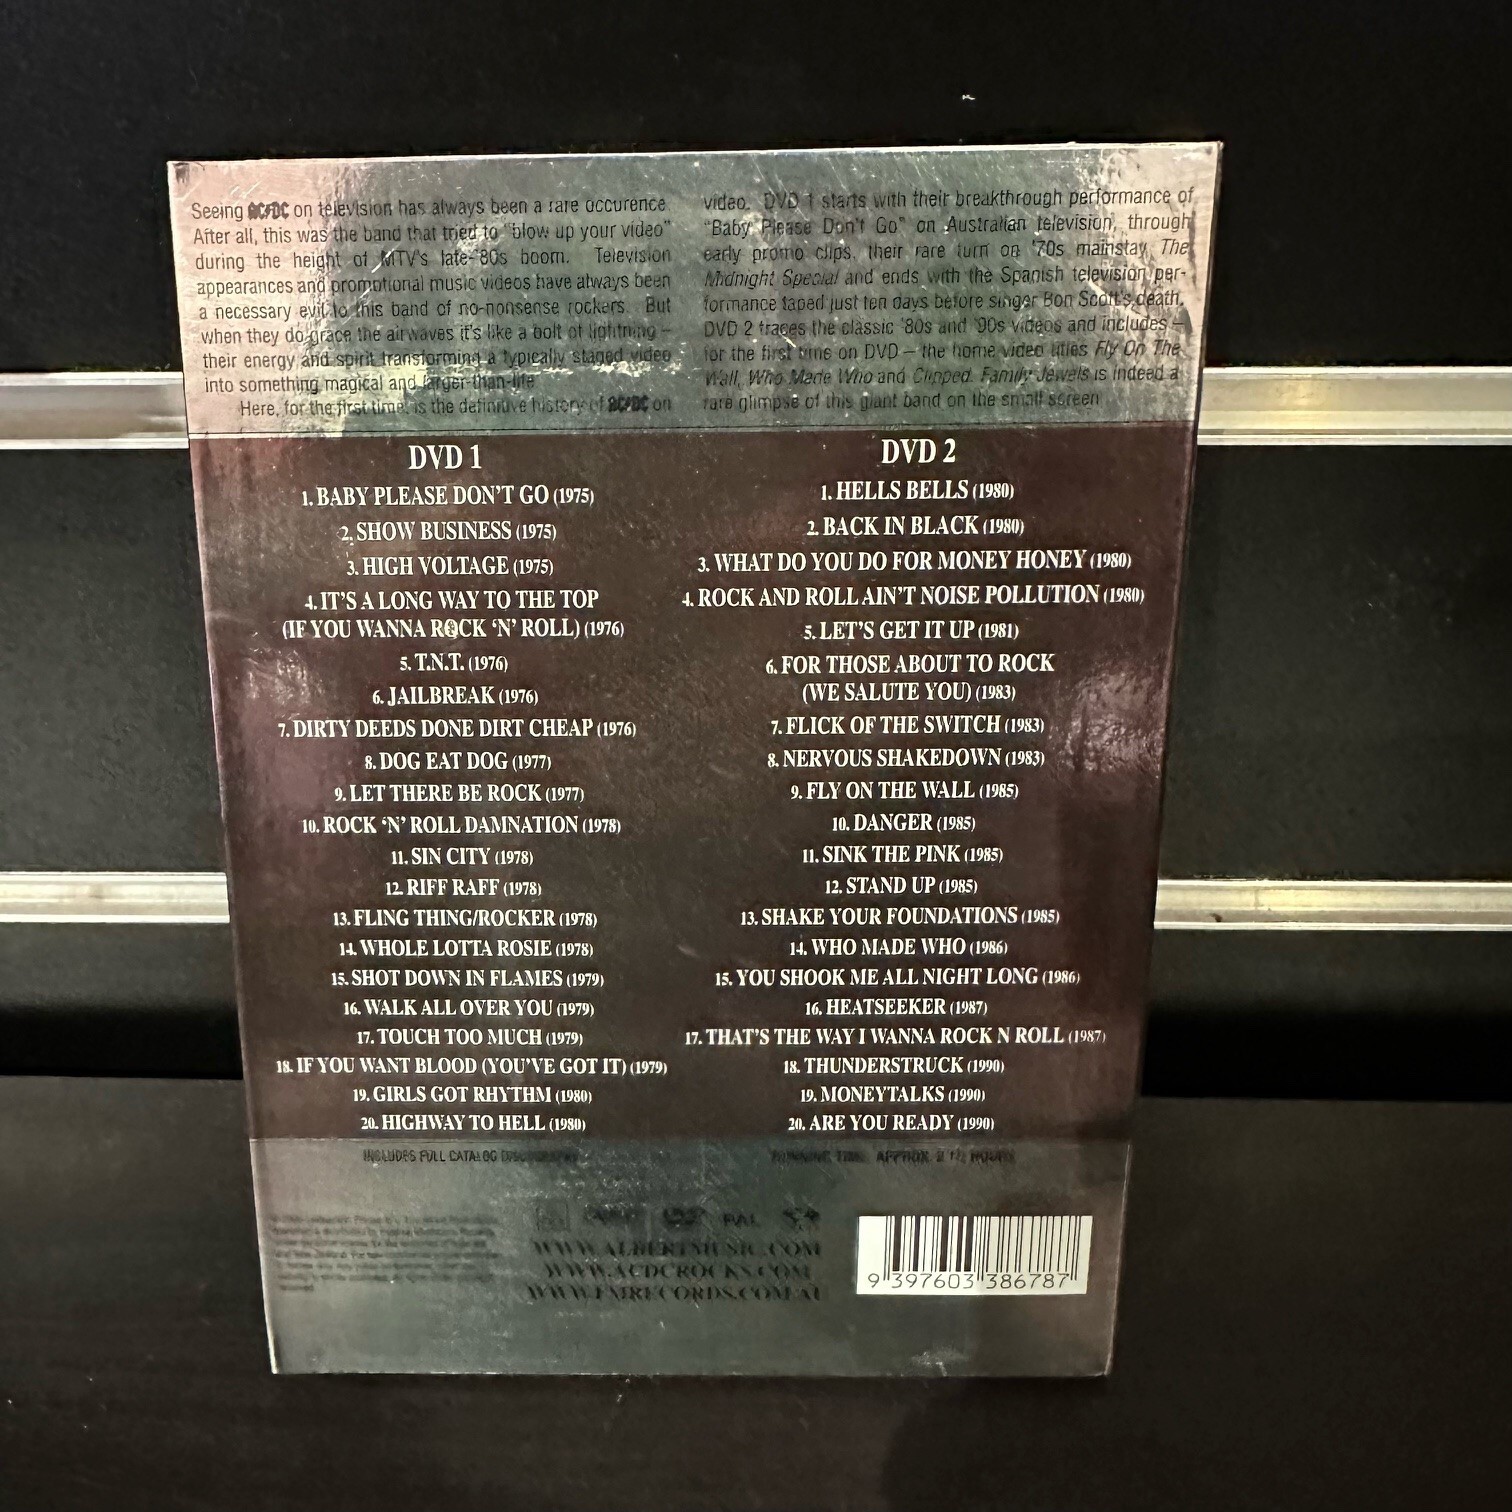 Seeing AC/DC on television has always been a rare occurence.
After all, this was the band that tried to "blow up your video"
during the height of MTV's late-'80s boom. Television
appearances and promotional music videos have always been
a necessary evil to this band of no-nonsense rockers. But
when they do grace the airwaves it's like a bolt of lightning –
their energy and spirit transforming a typically staged video
into something magical and larger-than-life.
Here, for the first time, is the definitive history of AC/DC on
video. DVD 1 starts with their breakthrough performance of
"Baby Please Don't Go" on Australian television, through
early promo clips, their rare turn on '70s mainstay The
Midnight Special and ends with the Spanish television per-
formance taped just ten days before singer Bon Scott's death.
DVD 2 traces the classic '80s and '90s videos and includes –
for the first time on DVD – the home video titles Fly On The
Wall, Who Made Who and Clipped. Family Jewels is indeed a
rare glimpse of this giant band on the small screen.
DVD 1
1. BABY PLEASE DON'T GO (1975)
2. SHOW BUSINESS (1975)
3. HIGH VOLTAGE (1975)
4. IT'S A LONG WAY TO THE TOP
(IF YOU WANNA ROCK 'N' ROLL) (1976)
5. T.N.T. (1976)
6. JAILBREAK (1976)
7. DIRTY DEEDS DONE DIRT CHEAP (1976)
8. DOG EAT DOG (1977)
9. LET THERE BE ROCK (1977)
10. ROCK 'N' ROLL DAMNATION (1978)
11. SIN CITY (1978)
12. RIFF RAFF (1978)
13. FLING THING/ROCKER (1978)
14. WHOLE LOTTA ROSIE (1978)
15. SHOT DOWN IN FLAMES (1979)
16. WALK ALL OVER YOU (1979)
17. TOUCH TOO MUCH (1979)
18. IF YOU WANT BLOOD (YOU'VE GOT IT) (1979)
19. GIRLS GOT RHYTHM (1980)
20. HIGHWAY TO HELL (1980)
INCLUDES FULL CATALOG DISCOGRAPHY
DVD 2
1. HELLS BELLS (1980)
2. BACK IN BLACK (1980)
3. WHAT DO YOU DO FOR MONEY HONEY (1980)
4. ROCK AND ROLL AIN'T NOISE POLLUTION (1980)
5. LET'S GET IT UP (1981)
6. FOR THOSE ABOUT TO ROCK
(WE SALUTE YOU) (1983)
7. FLICK OF THE SWITCH (1983)
8. NERVOUS SHAKEDOWN (1983)
9. FLY ON THE WALL (1985)
10. DANGER (1985)
11. SINK THE PINK (1985)
12. STAND UP (1985)
13. SHAKE YOUR FOUNDATIONS (1985)
14. WHO MADE WHO (1986)
15. YOU SHOOK ME ALL NIGHT LONG (1986)
16. HEATSEEKER (1987)
17. THAT'S THE WAY I WANNA ROCK N ROLL (1987)
18. THUNDERSTRUCK (1990)
19. MONEYTALKS (1990)
20. ARE YOU READY (1990)
RUNNING TIME: APPROX. 2 1/2 HOURS
PAL
WWW.ALBERTMUSIC.COM
WWW.ACDCROCKS.COM
WWW.EMIRECORDS.COM.AU
9 397603 386787